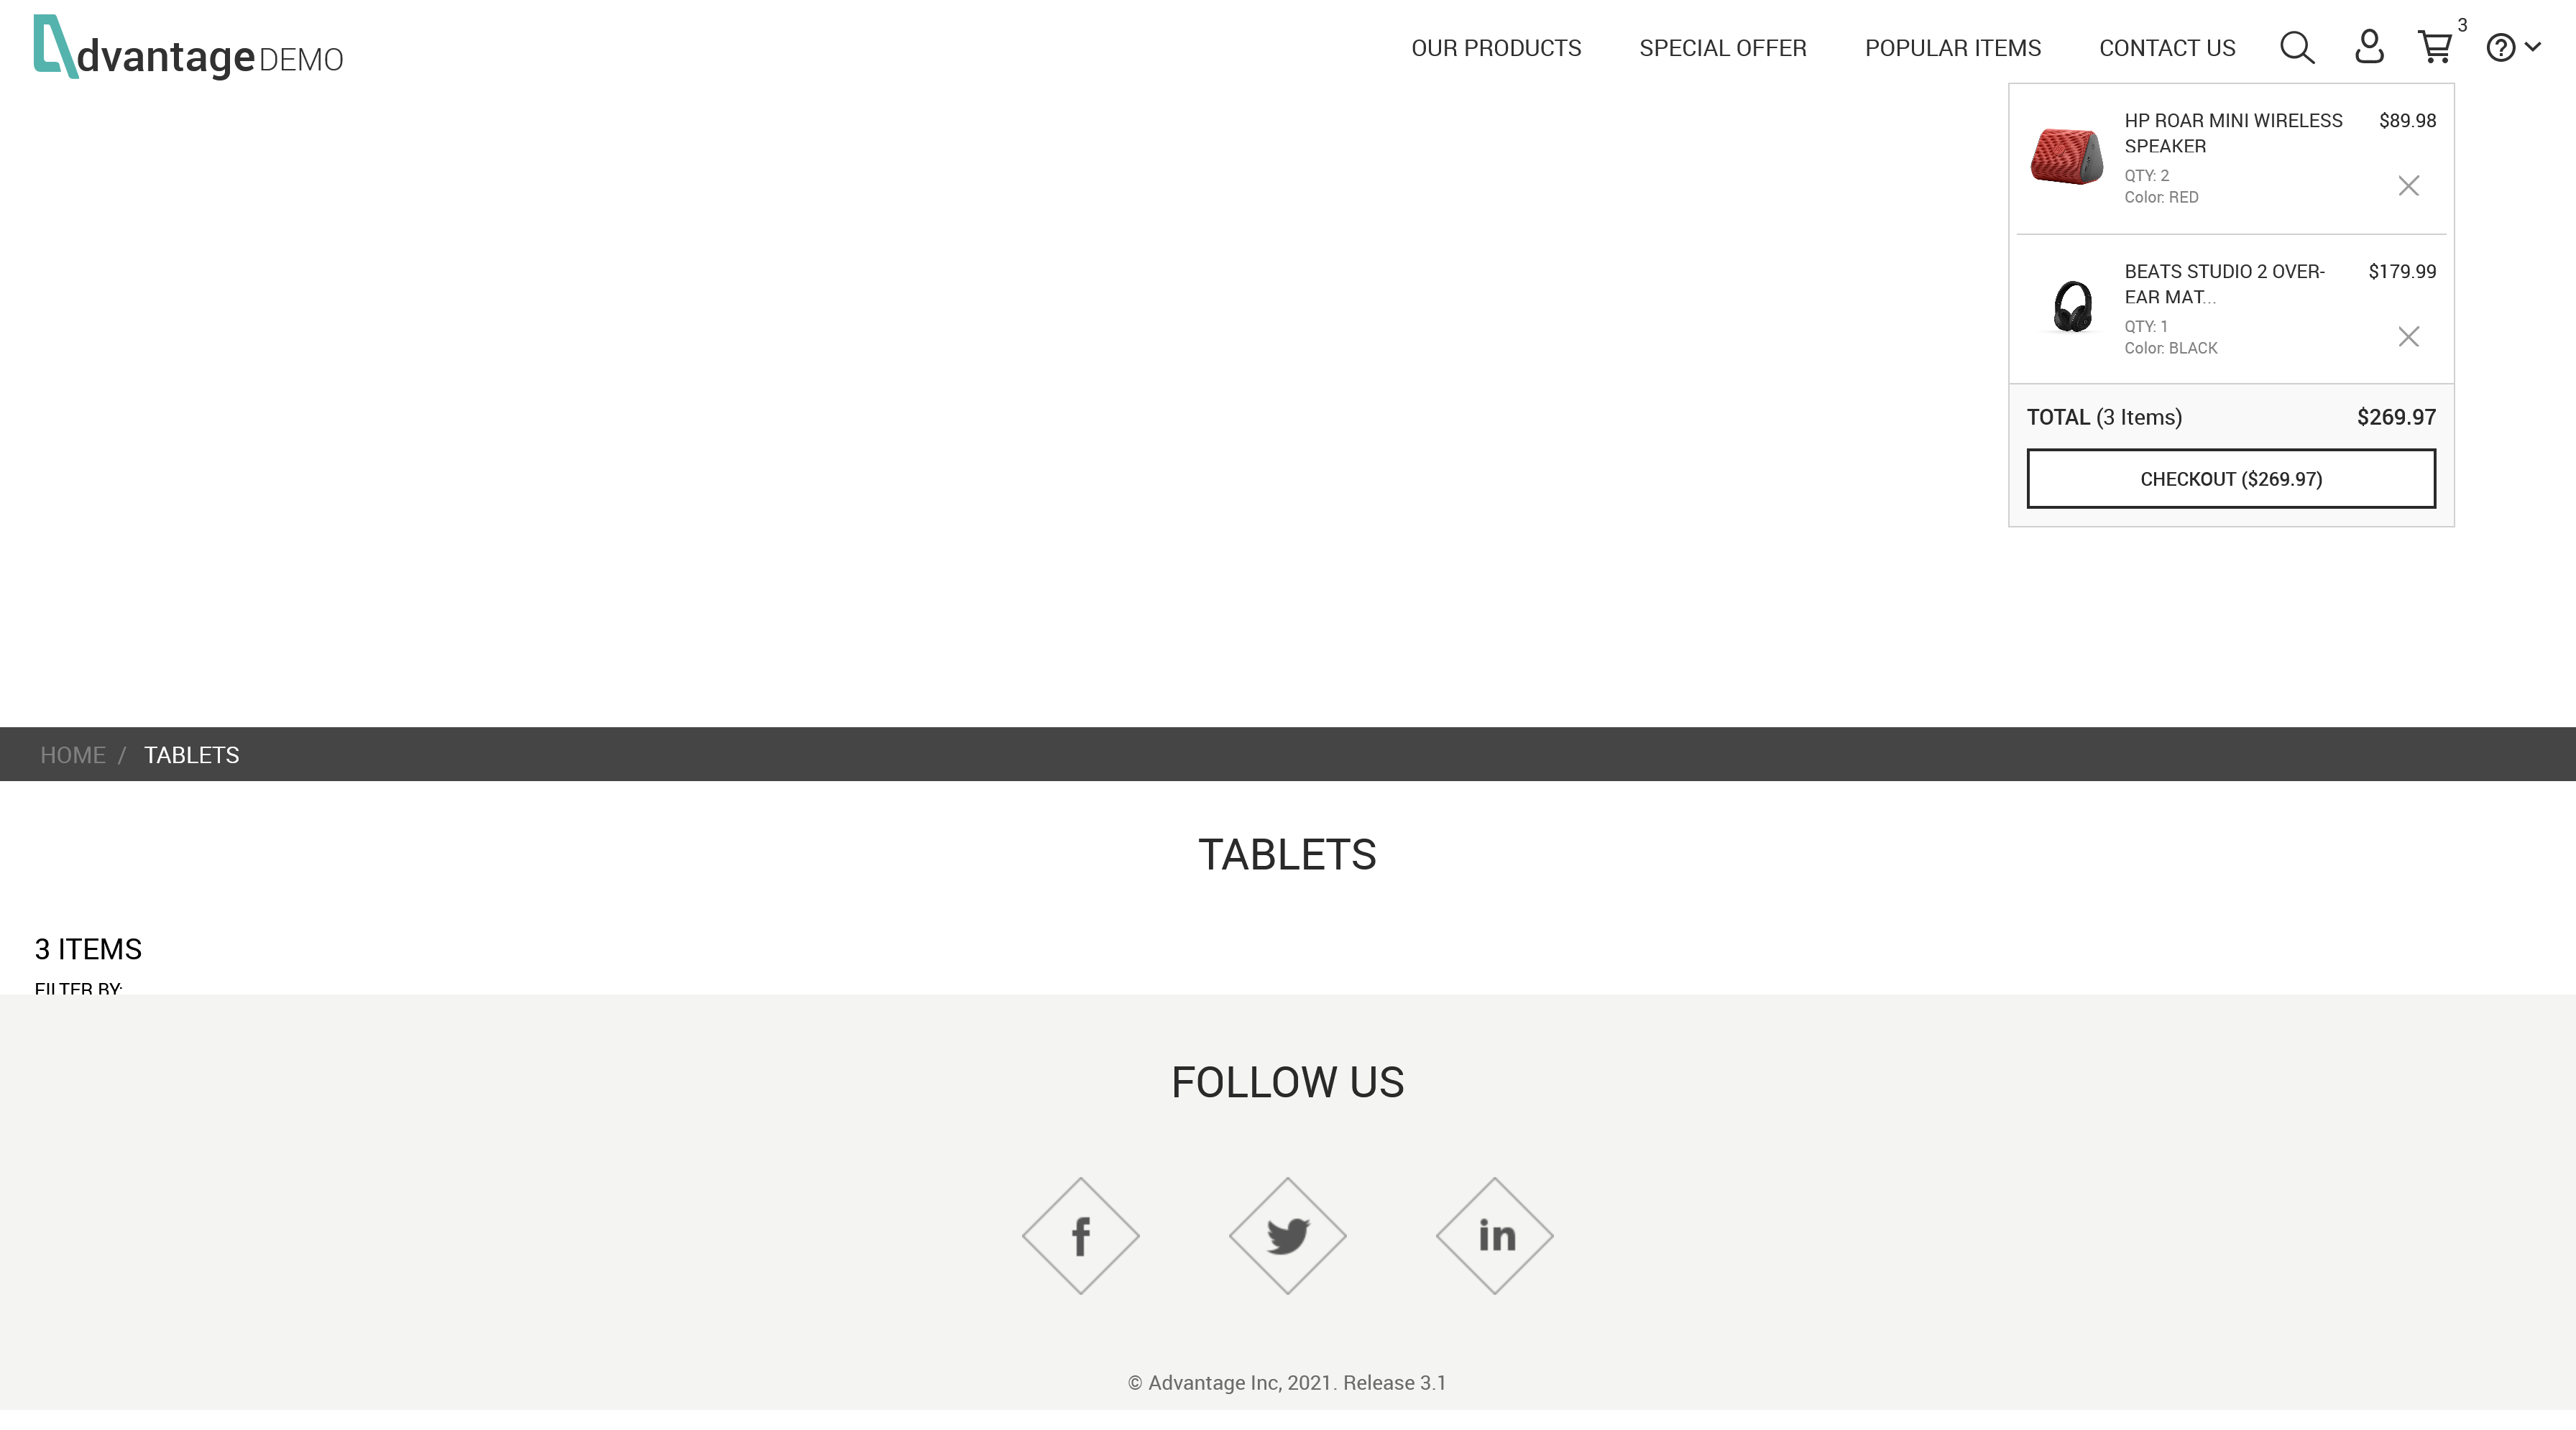 dvantage DEMO
OUR PRODUCTS
SPECIAL OFFER
POPULAR ITEMS
CONTACT US
3
HP ROAR MINI WIRELESS
SPEAKER
$89.98
QTY: 2
Color: RED
BEATS STUDIO 2 OVER-
EAR MAT...
$179.99
QTY: 1
Color: BLACK
TOTAL (3 Items) $269.97
CHECKOUT ($269.97)
HOME / TABLETS
TABLETS
3 ITEMS
FILTER BY:
FOLLOW US
f
in
© Advantage Inc, 2021. Release 3.1